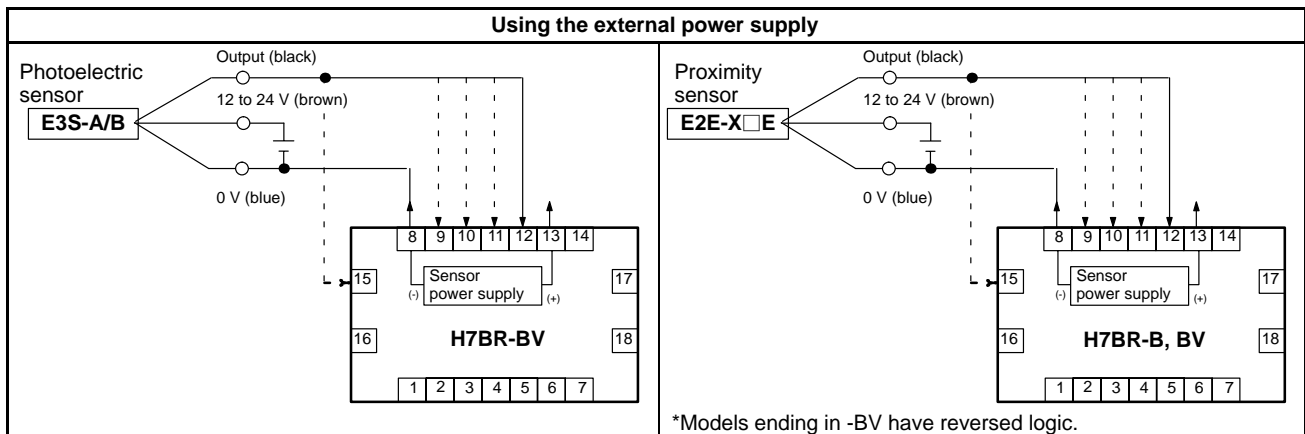 Using the external power supply
Output (black)
Photoelectric
sensor
12 to 24 V (brown)
E3S-A/B
0 V (blue)
8 9 10 11 12 13 14
15
Sensor
power supply
(-)
(+)
17
16
H7BR-BV
18
1 2 3 4 5 6 7
Output (black)
Proximity
sensor
12 to 24 V (brown)
E2E-X□E
0 V (blue)
8 9 10 11 12 13 14
15
Sensor
power supply
(-)
(+)
17
16
H7BR-B, BV
18
1 2 3 4 5 6 7
*Models ending in -BV have reversed logic.